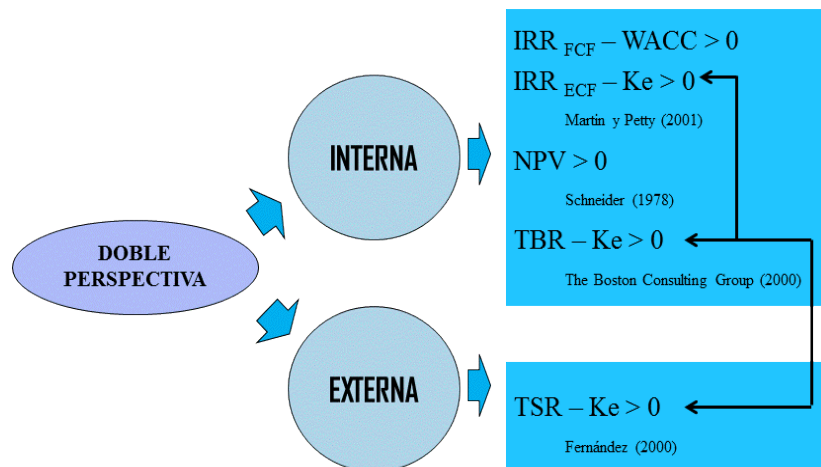 DOBLE
PERSPECTIVA
INTERNA
IRR FCF – WACC > 0
IRR ECF – Ke > 0
Martin y Petty (2001)
NPV > 0
Schneider (1978)
TBR – Ke > 0
The Boston Consulting Group (2000)
EXTERNA
TSR – Ke > 0
Fernández (2000)